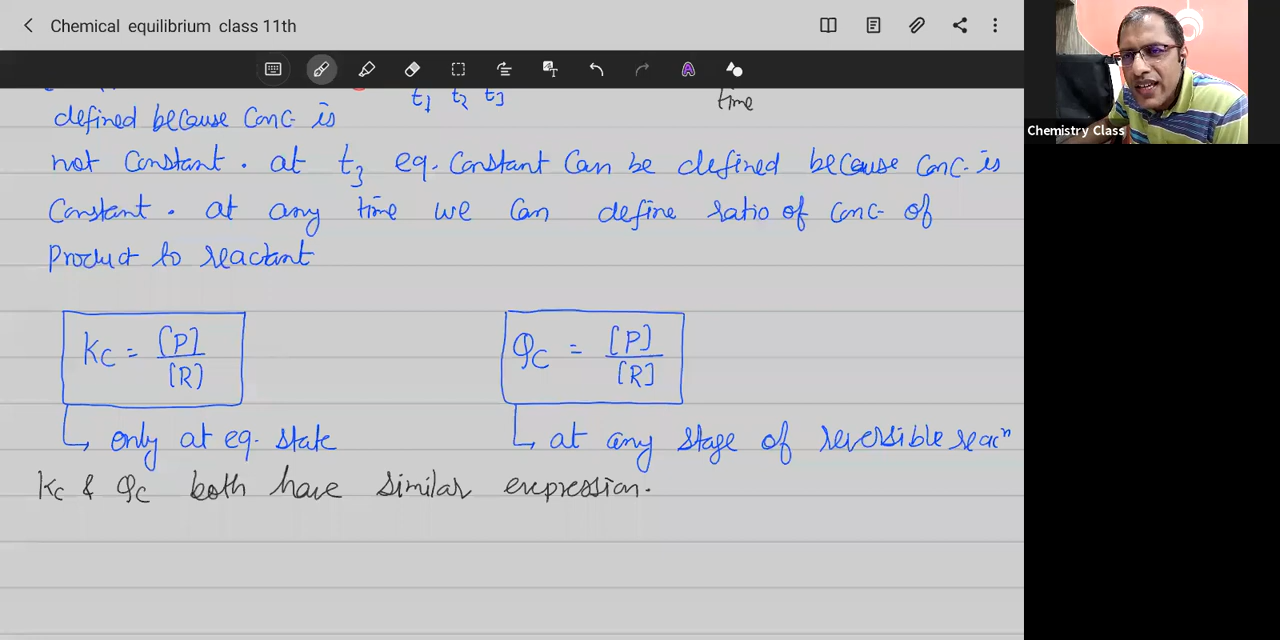 Chemical equilibrium class 11th
t1 t2 t3 time
defined because Conc. is
not Constant. at t3 eq. Constant Can be defined because Conc. is
Constant. at any time we Can define ratio of Conc of
Product to reactant
Kc = [P]/[R] Qc = [P]/[R]
only at eq. state at any stage of reversible reacⁿ
Kc & Qc both have similar expression.
Chemistry Class